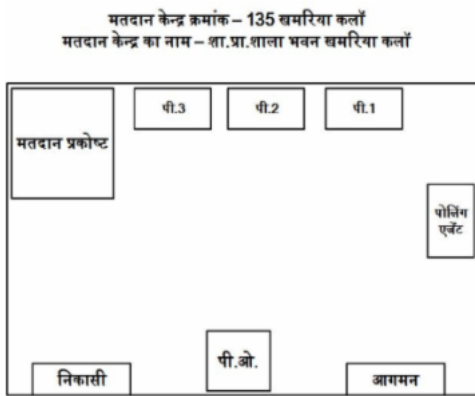 मतदान केन्द्र क्रमांक – 135 खमरिया कलॉ
मतदान केन्द्र का नाम – शा.प्रा.शाला भवन खमरिया कलॉ
मतदान प्रकोष्ट
पी.3
पी.2
पी.1
पोलिंग
एजेंट
निकासी
पी.ओ.
आगमन